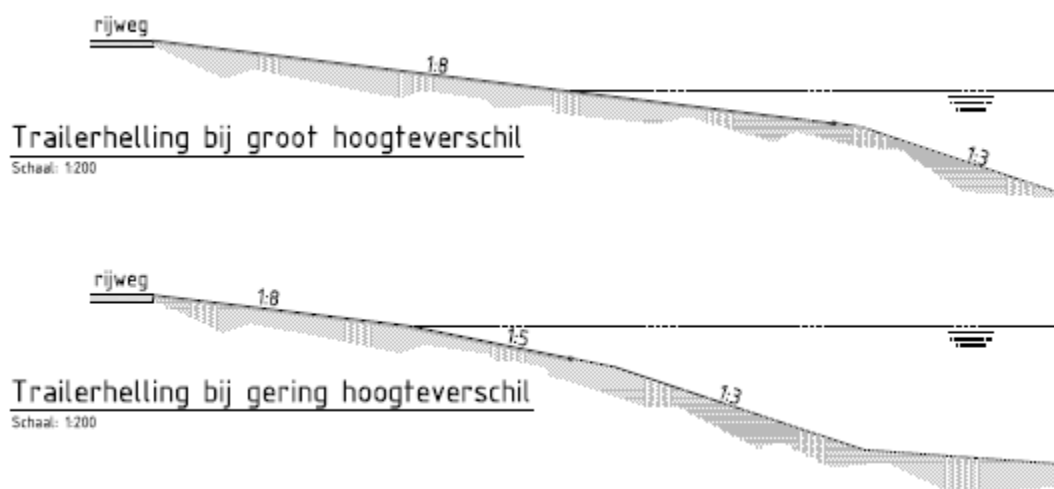 rijweg
1:8
Trailerhelling bij groot hoogteverschil
Schaal: 1:200
1:3
rijweg
1:8
1:5
Trailerhelling bij gering hoogteverschil
Schaal: 1:200
1:3